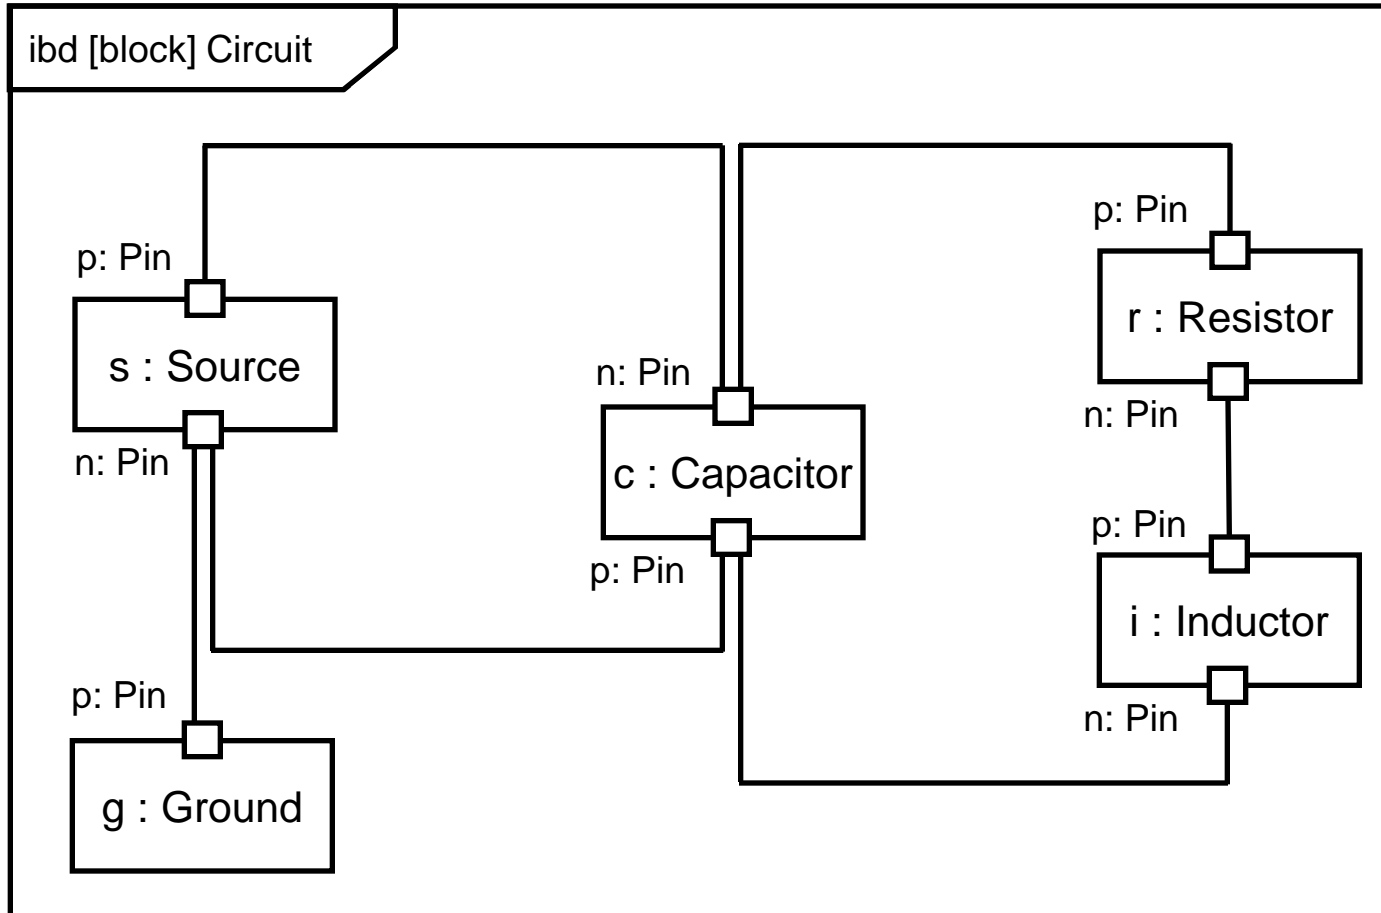 ibd [block] Circuit
p: Pin
s : Source
n: Pin
p: Pin
g : Ground
n: Pin
c : Capacitor
p: Pin
p: Pin
r : Resistor
n: Pin
p: Pin
i : Inductor
n: Pin